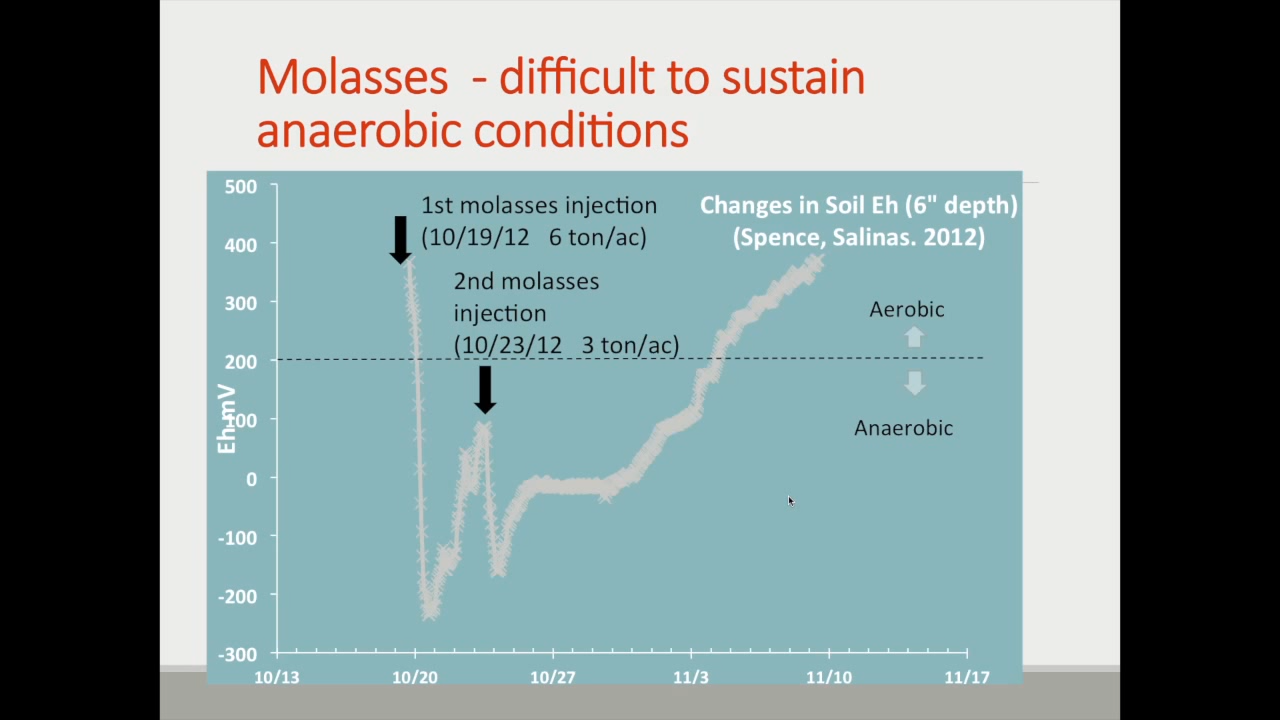 Molasses  - difficult to sustain
anaerobic conditions
500
400
300
200
100
0
-100
-200
-300
Eh mV
1st molasses injection
(10/19/12   6 ton/ac)
2nd molasses
injection
(10/23/12   3 ton/ac)
Changes in Soil Eh (6" depth)
(Spence, Salinas. 2012)
Aerobic
Anaerobic
10/13
10/20
10/27
11/3
11/10
11/17